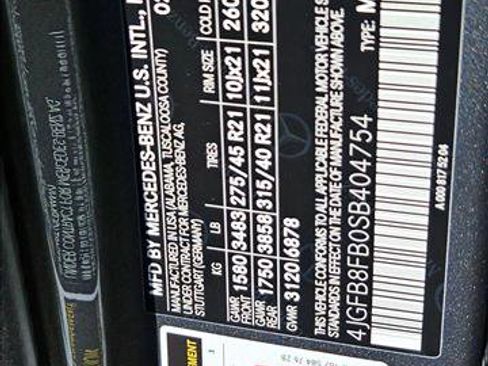 MFD BY MERCEDES-BENZ U.S. INTL.,
MANUFACTURED IN USA (ALABAMA, TUSCALOOSA COUNTY)
UNDER CONTRACT FOR MERCEDES-BENZ AG,
STUTTGART (GERMANY)
KG LB TIRES RIM SIZE COLD
GAWR FRONT 1580 3483 275/45 R21 10Jx21 260
GAWR REAR 1750 3858 315/40 R21 11Jx21 320
GVWR 3120 6878
THIS VEHICLE CONFORMS TO ALL APPLICABLE FEDERAL MOTOR VEHICLE
STANDARDS IN EFFECT ON THE DATE OF MANUFACTURE SHOWN ABOVE.
4JGFB8FB0SB404754 TYPE: M
A 000 817 52 04